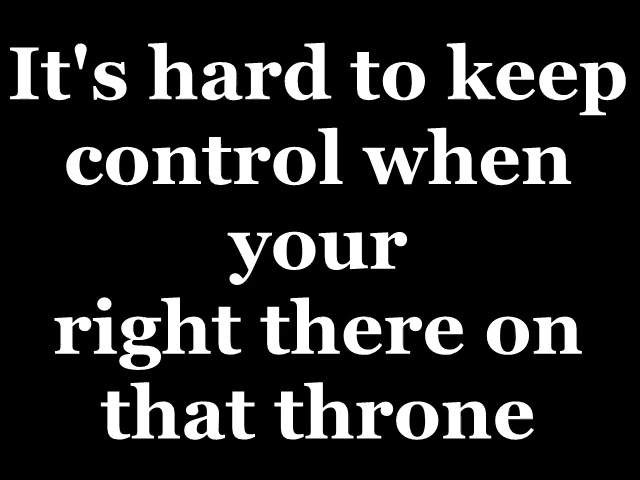 It's hard to keep
control when
your
right there on
that throne